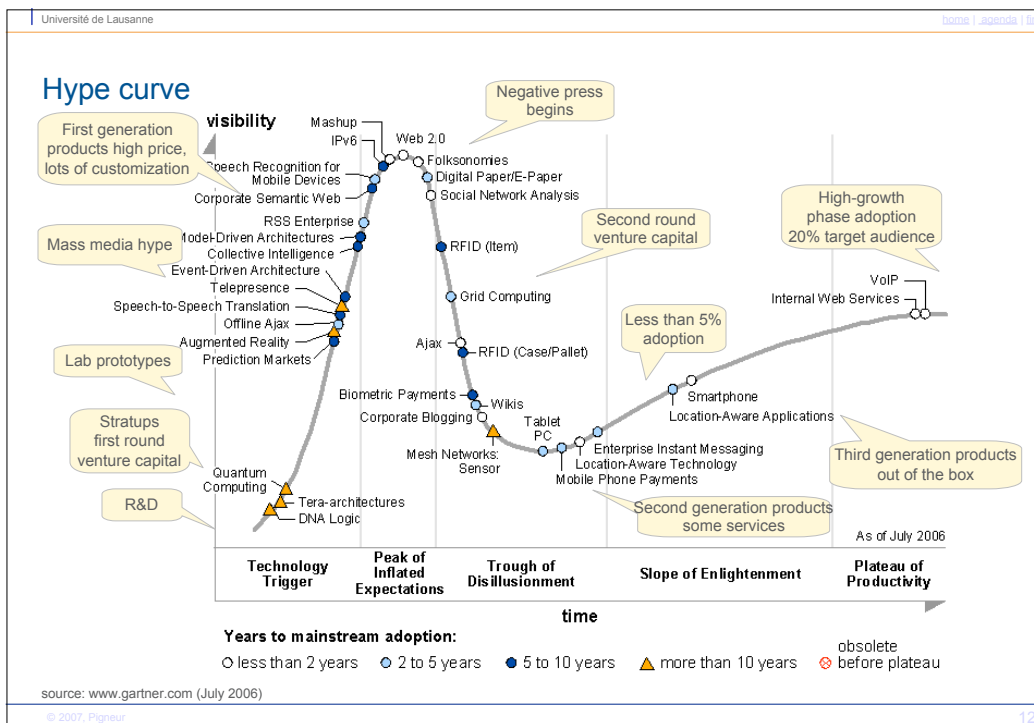 Université de Lausanne
home | agenda | fi
Hype curve
visibility
Negative press
begins
First generation
products high price,
lots of customization
Mashup
IPv6
Web 2.0
Speech Recognition for
Mobile Devices
Corporate Semantic Web
Folksonomies
Digital Paper/E-Paper
Social Network Analysis
High-growth
phase adoption
20% target audience
Mass media hype
RSS Enterprise
Model-Driven Architectures
Collective Intelligence
Event-Driven Architecture
Telepresence
Speech-to-Speech Translation
Offline Ajax
Augmented Reality
Prediction Markets
Second round
venture capital
RFID (Item)
Grid Computing
VoIP
Internal Web Services
Lab prototypes
Ajax
RFID (Case/Pallet)
Less than 5%
adoption
Biometric Payments
Wikis
Corporate Blogging
Mesh Networks:
Sensor
Tablet
PC
Smartphone
Location-Aware Applications
Enterprise Instant Messaging
Location-Aware Technology
Mobile Phone Payments
Stratups
first round
venture capital
Quantum
Computing
Tera-architectures
DNA Logic
R&D
Third generation products
out of the box
Second generation products
some services
As of July 2006
Technology
Trigger
Peak of
Inflated
Expectations
Trough of
Disillusionment
Slope of Enlightenment
Plateau of
Productivity
time
Years to mainstream adoption:
less than 2 years
2 to 5 years
5 to 10 years
more than 10 years
obsolete
before plateau
source: www.gartner.com (July 2006)
© 2007, Pigneur
12